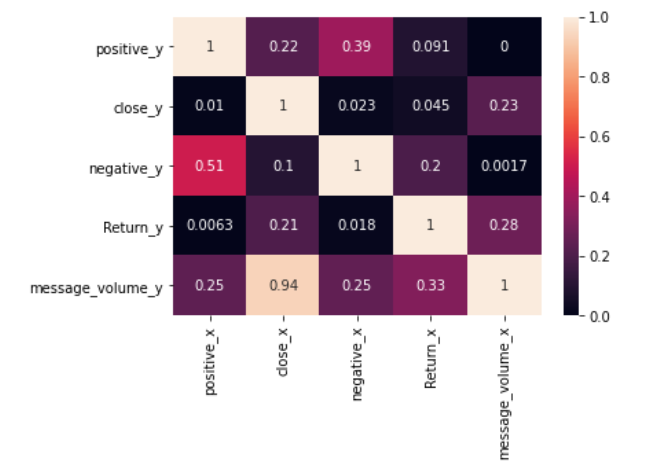 positive_y 1 0.22 0.39 0.091 0
close_y 0.01 1 0.023 0.045 0.23
negative_y 0.51 0.1 1 0.2 0.0017
Return_y 0.0063 0.21 0.018 1 0.28
message_volume_y 0.25 0.94 0.25 0.33 1
positive_x
close_x
negative_x
Return_x
message_volume_x
1.0
0.8
0.6
0.4
0.2
0.0